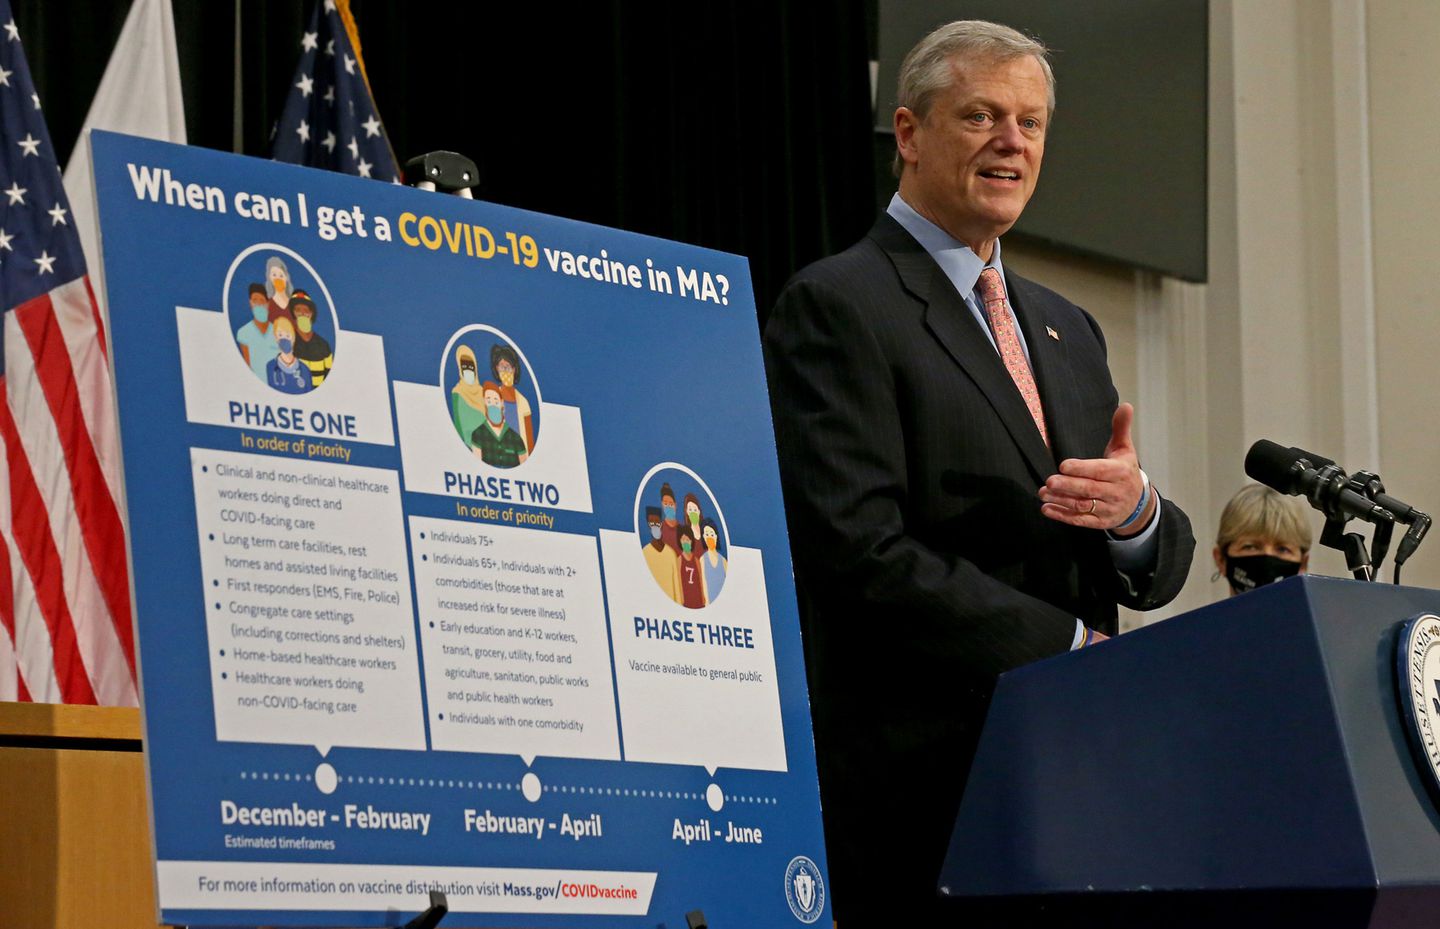 When can I get a COVID-19 vaccine in MA?
PHASE ONE
In order of priority
• Clinical and non-clinical healthcare
workers doing direct and
COVID-facing care
• Long term care facilities, rest
homes and assisted living facilities
• First responders (EMS, Fire, Police)
• Congregate care settings
(including corrections and shelters)
• Home-based healthcare workers
• Healthcare workers doing
non-COVID-facing care
PHASE TWO
In order of priority
• Individuals 75+
• Individuals 65+, Individuals with 2+
comorbidities (those that are at
increased risk for severe illness)
• Early education and K-12 workers,
transit, grocery, utility, food and
agriculture, sanitation, public works
and public health workers
• Individuals with one comorbidity
7
PHASE THREE
Vaccine available to general public
December - February
Estimated timeframes
February - April
April - June
For more information on vaccine distribution visit Mass.gov/COVIDvaccine